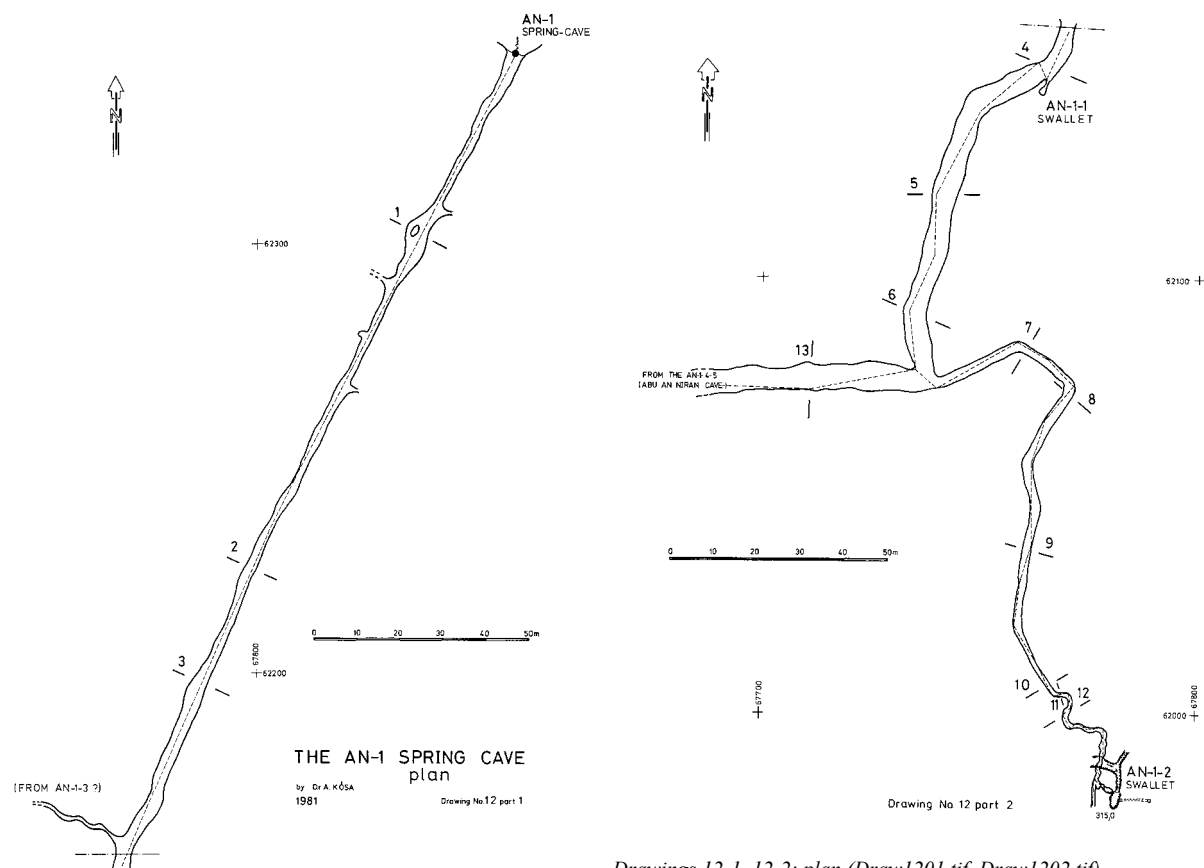 AN-1
SPRING-CAVE
N
1
62300
2
67800
62200
3
0 10 20 30 40 50m
THE AN-1 SPRING CAVE
plan
by Dr A. KÓSA
1981
Drawing No.12 part 1
(FROM AN-1-3 ?)
4
N
AN-1-1
SWALLET
5
62100
6
7
13
FROM THE AN-1-4-5
(ABU AN NIRAN CAVE)
8
0 10 20 30 40 50m
9
67700
10
11
12
67800
62000
AN-1-2
SWALLET
315,0
Drawing No 12 part 2
Drawings 12-1, 12-2: plan (Draw1201.tif, Draw1202.tif)